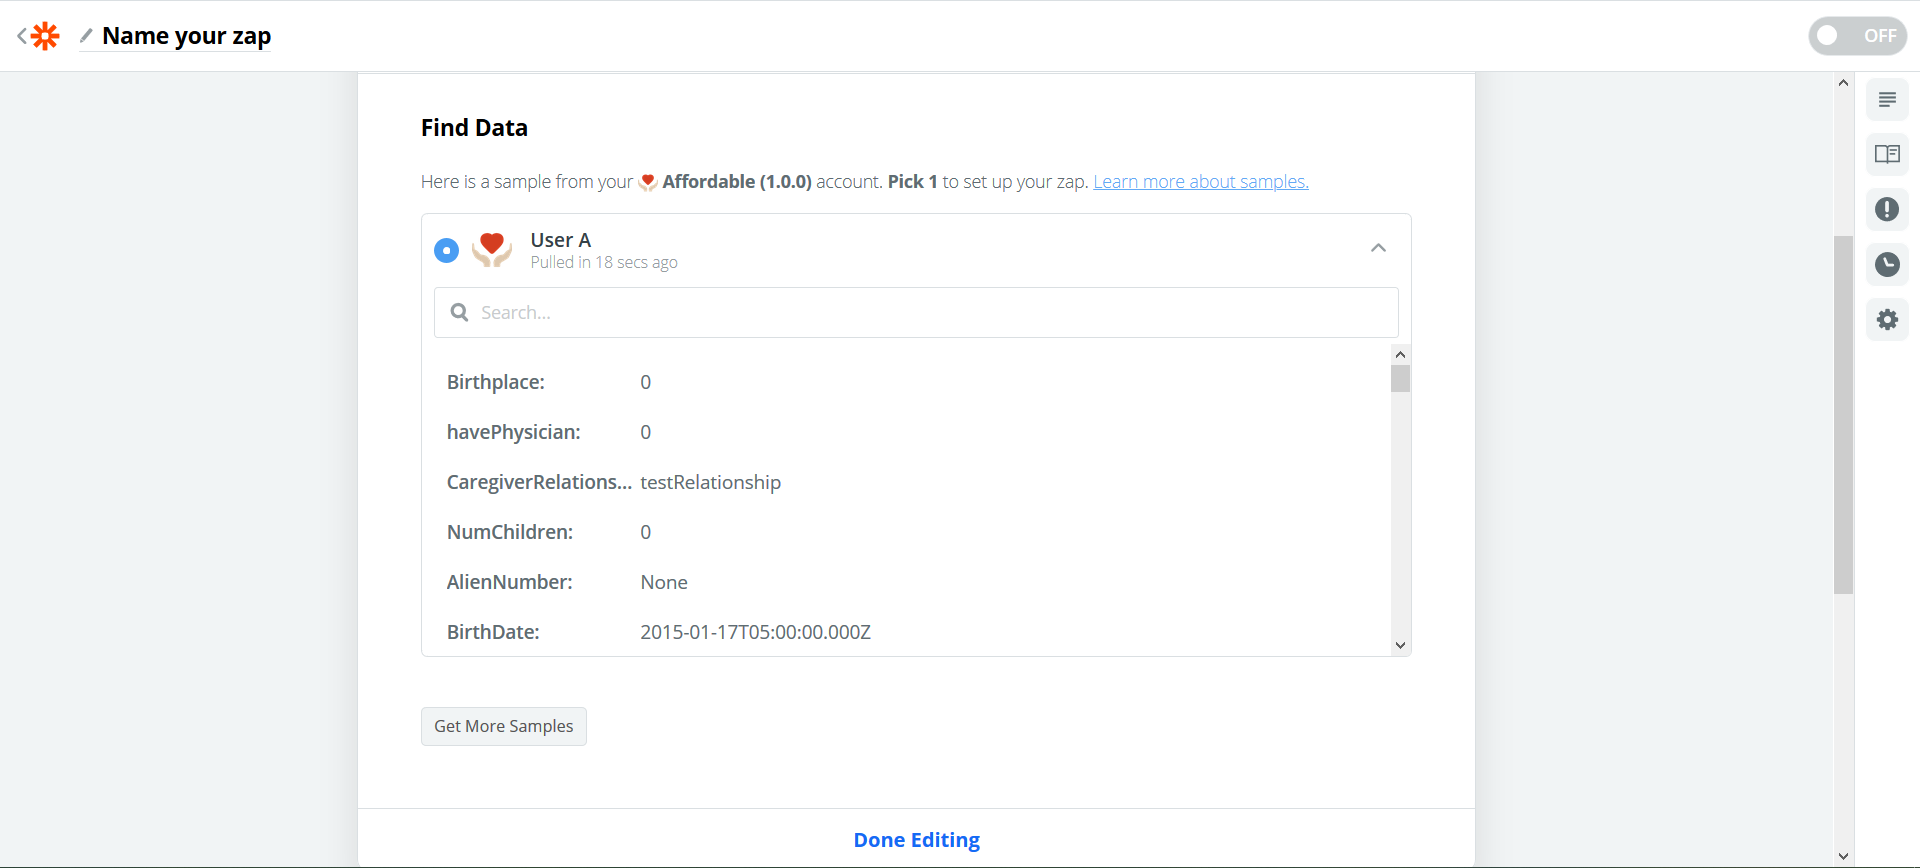 Name your zap
OFF
Find Data
Here is a sample from your Affordable (1.0.0) account. Pick 1 to set up your zap. Learn more about samples.
User A
Pulled in 18 secs ago
Search...
Birthplace: 0
havePhysician: 0
CaregiverRelations... testRelationship
NumChildren: 0
AlienNumber: None
BirthDate: 2015-01-17T05:00:00.000Z
Get More Samples
Done Editing